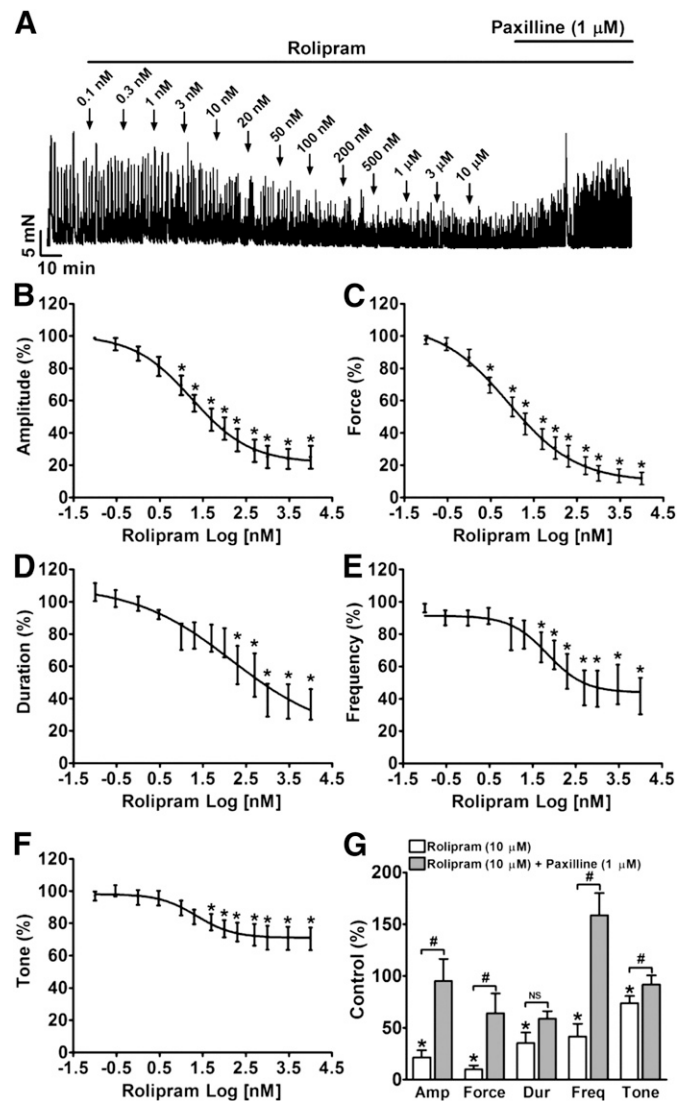 A
Paxilline (1 μM)
Rolipram
0.1 nM
0.3 nM
1 nM
3 nM
10 nM
20 nM
50 nM
100 nM
200 nM
500 nM
1 μM
3 μM
10 μM
5 mN
10 min
B
Amplitude (%)
120
100
80
60
40
20
0
* * * * * * * * *
-1.5 -0.5 0.5 1.5 2.5 3.5 4.5
Rolipram Log [nM]
C
Force (%)
120
100
80
60
40
20
0
* * * * * * * * * *
-1.5 -0.5 0.5 1.5 2.5 3.5 4.5
Rolipram Log [nM]
D
Duration (%)
120
100
80
60
40
20
0
* * * * *
-1.5 -0.5 0.5 1.5 2.5 3.5 4.5
Rolipram Log [nM]
E
Frequency (%)
120
100
80
60
40
20
0
* * * * * * *
-1.5 -0.5 0.5 1.5 2.5 3.5 4.5
Rolipram Log [nM]
F
Tone (%)
120
100
80
60
40
20
0
* * * * * * *
-1.5 -0.5 0.5 1.5 2.5 3.5 4.5
Rolipram Log [nM]
G
Rolipram (10 μM)
Rolipram (10 μM) + Paxilline (1 μM)
Control (%)
200
150
100
50
0
# # NS # #
* * * * *
Amp Force Dur Freq Tone